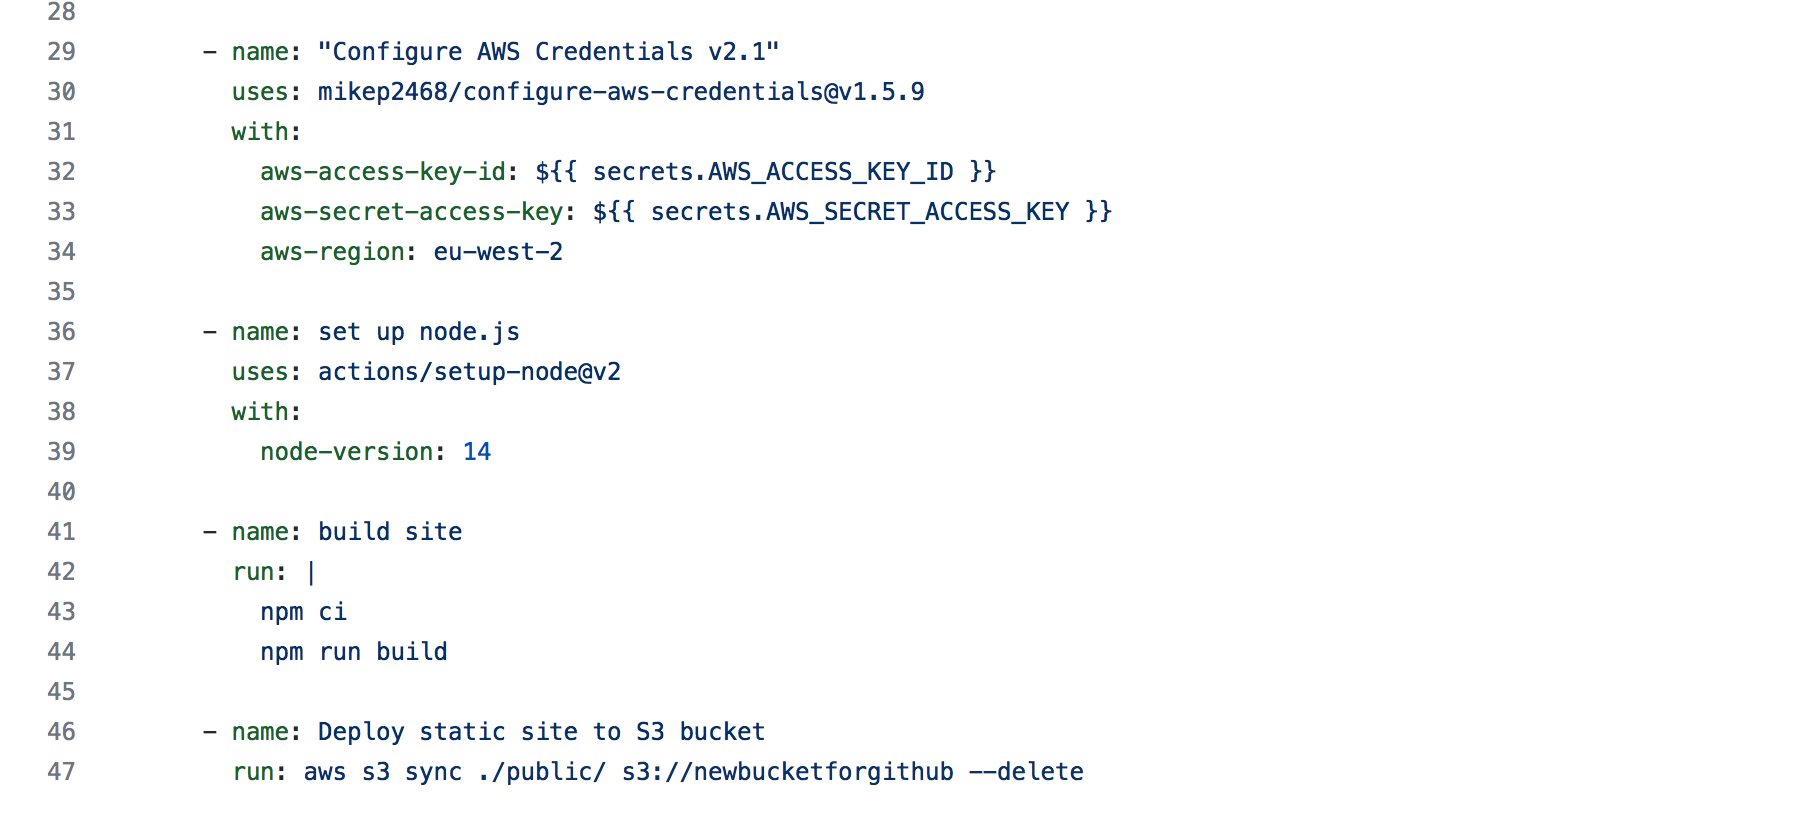 28
29 - name: "Configure AWS Credentials v2.1"
30 uses: mikep2468/configure-aws-credentials@v1.5.9
31 with:
32 aws-access-key-id: ${{ secrets.AWS_ACCESS_KEY_ID }}
33 aws-secret-access-key: ${{ secrets.AWS_SECRET_ACCESS_KEY }}
34 aws-region: eu-west-2
35
36 - name: set up node.js
37 uses: actions/setup-node@v2
38 with:
39 node-version: 14
40
41 - name: build site
42 run: |
43 npm ci
44 npm run build
45
46 - name: Deploy static site to S3 bucket
47 run: aws s3 sync ./public/ s3://newbucketforgithub --delete